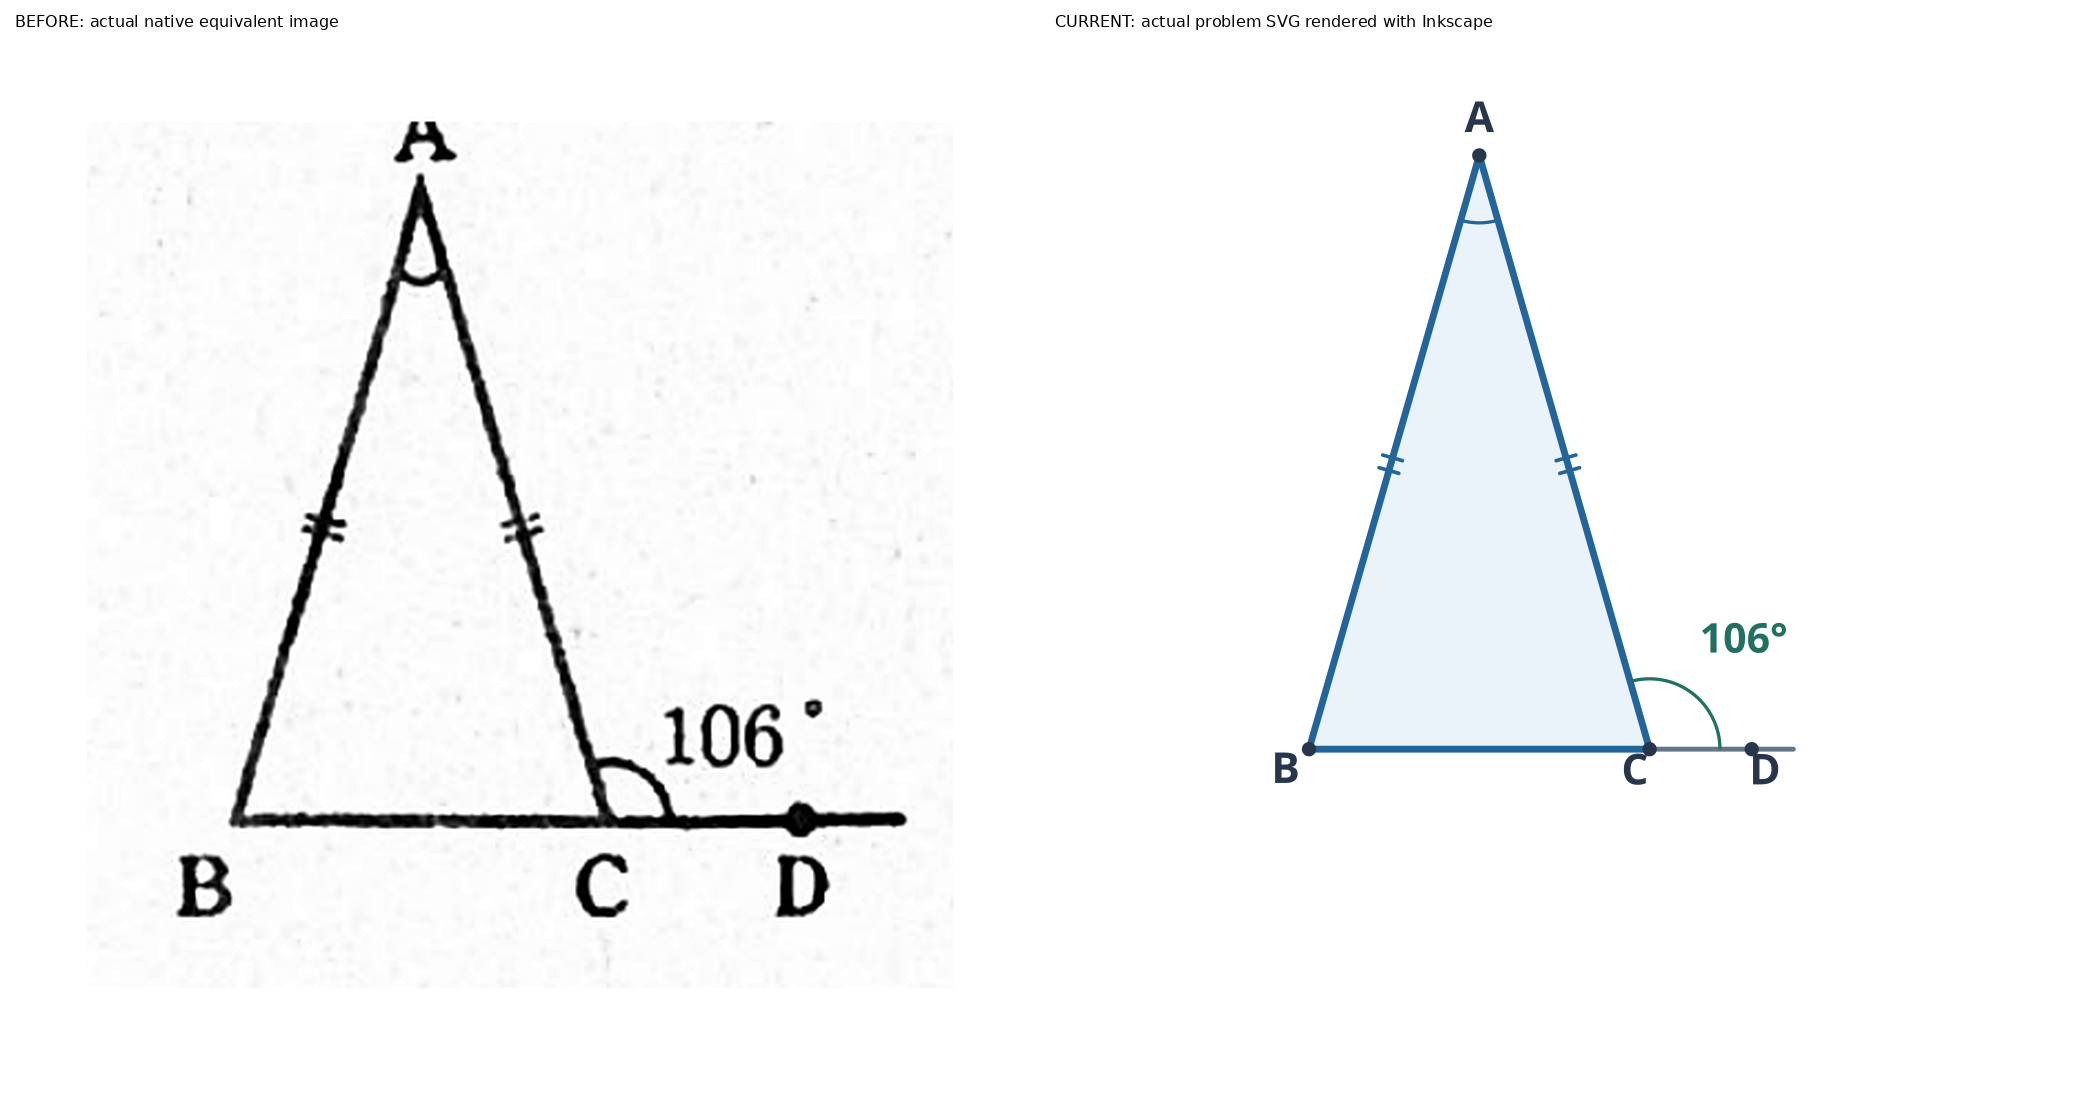 BEFORE: actual native equivalent image
CURRENT: actual problem SVG rendered with Inkscape
A
106°
B C D
A
106°
B C D